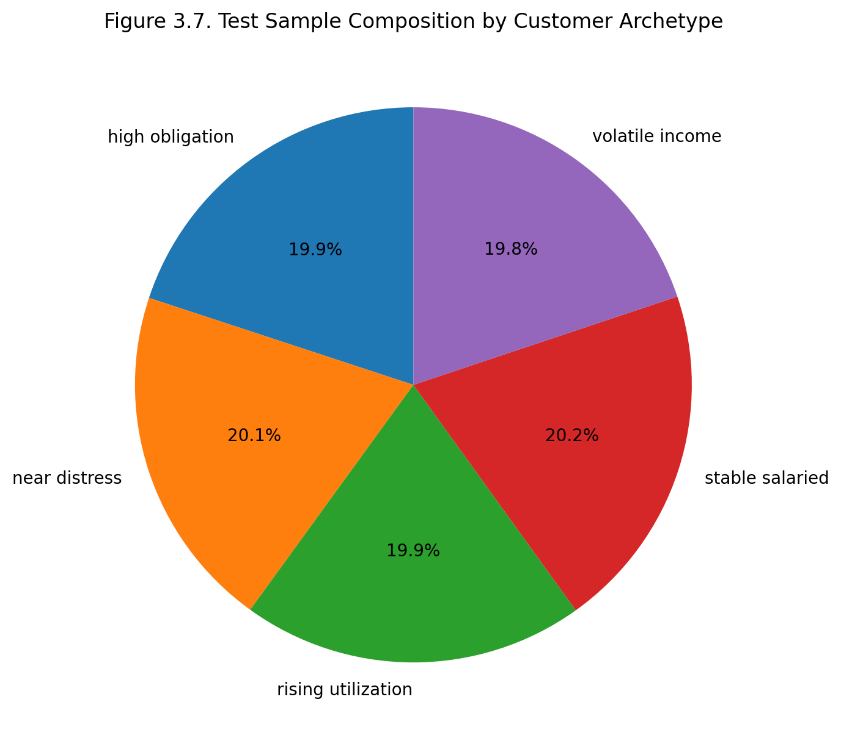 Figure 3.7. Test Sample Composition by Customer Archetype
high obligation
volatile income
19.9%
19.8%
20.1%
20.2%
near distress
stable salaried
19.9%
rising utilization